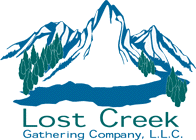 Lost Creek
Gathering Company, L.L.C.